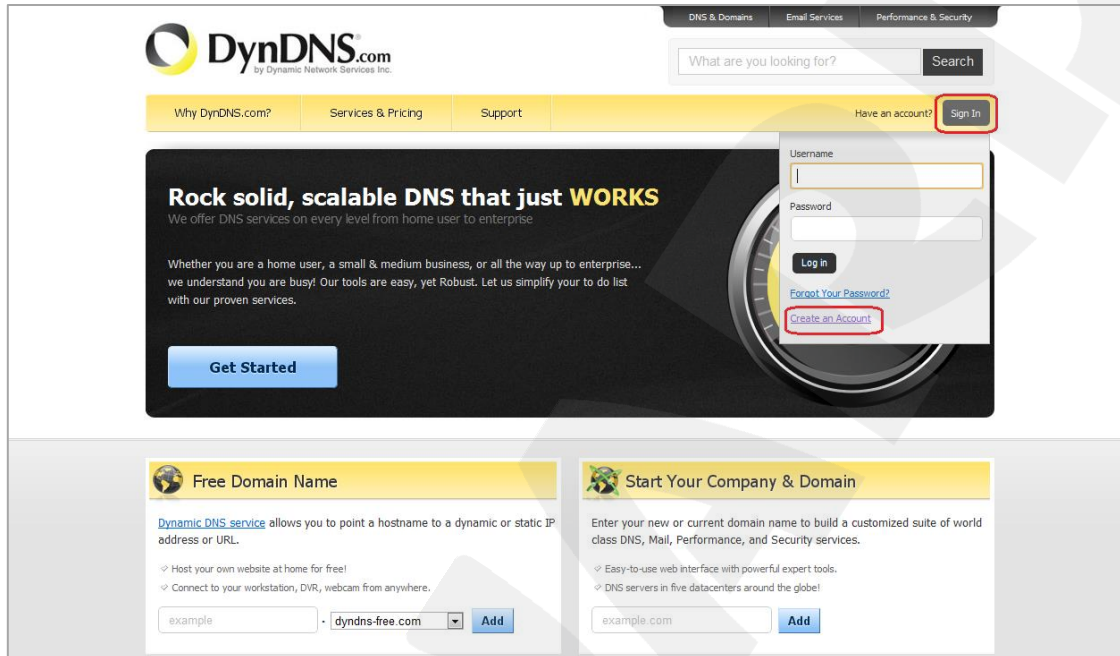 DNS & Domains Email Services Performance & Security
DynDNS.com
by Dynamic Network Services Inc.
What are you looking for? Search
Why DynDNS.com? Services & Pricing Support Have an account? Sign In
Username
Password
Log in
Forgot Your Password?
Create an Account
Rock solid, scalable DNS that just WORKS
We offer DNS services on every level from home user to enterprise
Whether you are a home user, a small & medium business, or all the way up to enterprise...
we understand you are busy! Our tools are easy, yet Robust. Let us simplify your to do list
with our proven services.
Get Started
Free Domain Name
Dynamic DNS service allows you to point a hostname to a dynamic or static IP
address or URL.
Host your own website at home for free!
Connect to your workstation, DVR, webcam from anywhere.
example . dyndns-free.com Add
Start Your Company & Domain
Enter your new or current domain name to build a customized suite of world
class DNS, Mail, Performance, and Security services.
Easy-to-use web interface with powerful expert tools.
DNS servers in five datacenters around the globe!
example.com Add